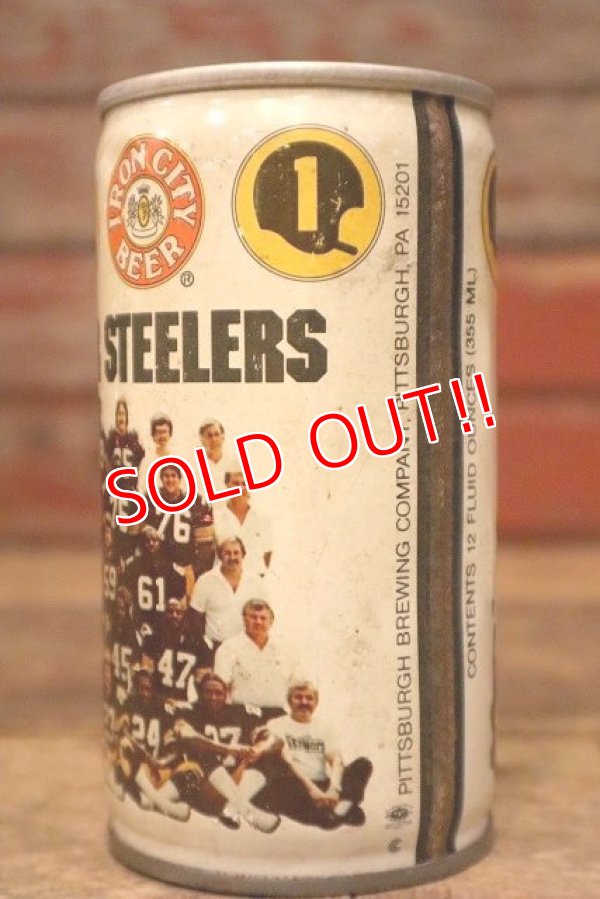 IRON CITY
BEER
®
1
STEELERS
SOLD OUT!!
76
61
45
47
24
PITTSBURGH BREWING COMPANY, PITTSBURGH, PA 15201
CONTENTS 12 FLUID OUNCES (355 ML)